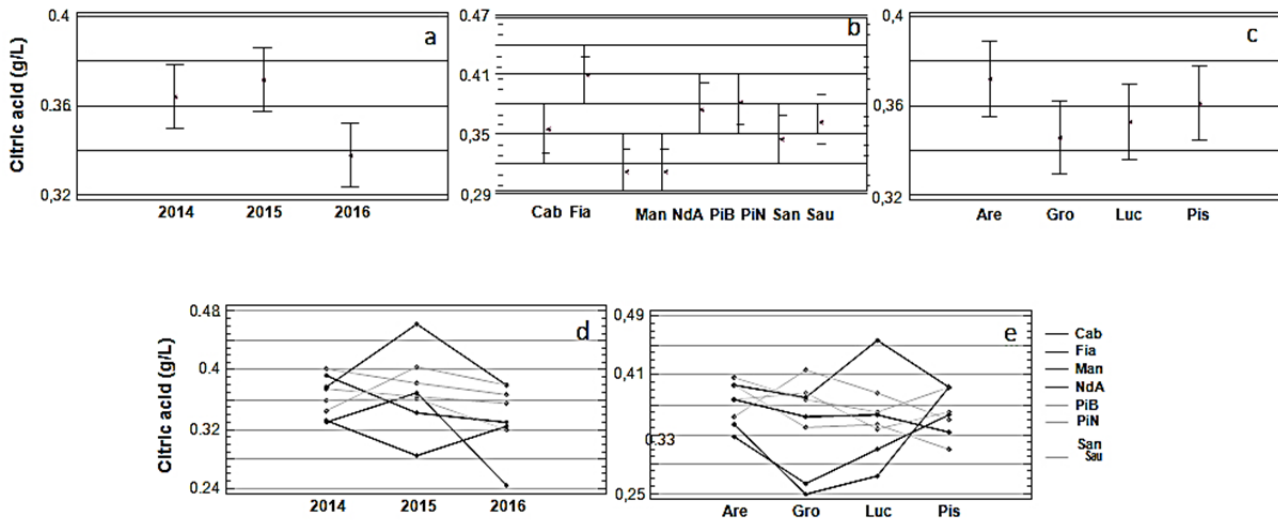 0.4
0.36
0.32
Citric acid (g/L)
a
2014 2015 2016
0.47
0.41
0,35
0,29
b
Cab Fia Man NdA PiB PiN San Sau
0,4
0,36
0,32
c
Are Gro Luc Pis
0.48
0.4
0.32
0.24
Citric acid (g/L)
d
2014 2015 2016
0,49
0,41
0.33
0,25
e
Are Gro Luc Pis
Cab
Fia
Man
NdA
PiB
PiN
San
Sau